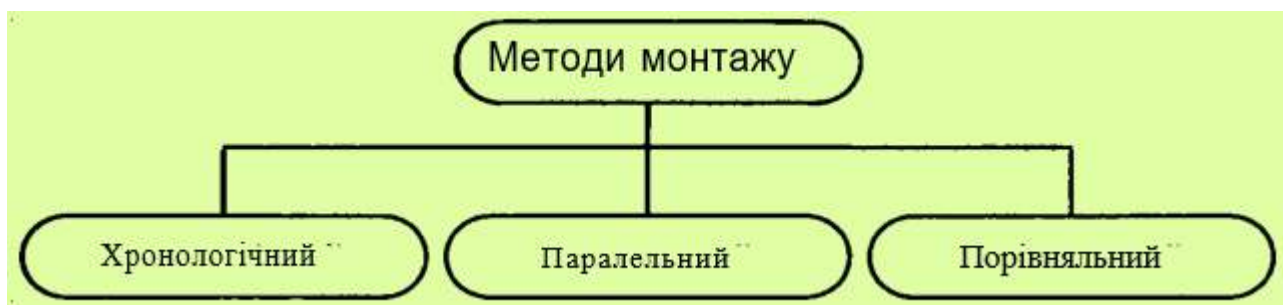 Методи монтажу
Хронологічний
Паралельний
Порівняльний